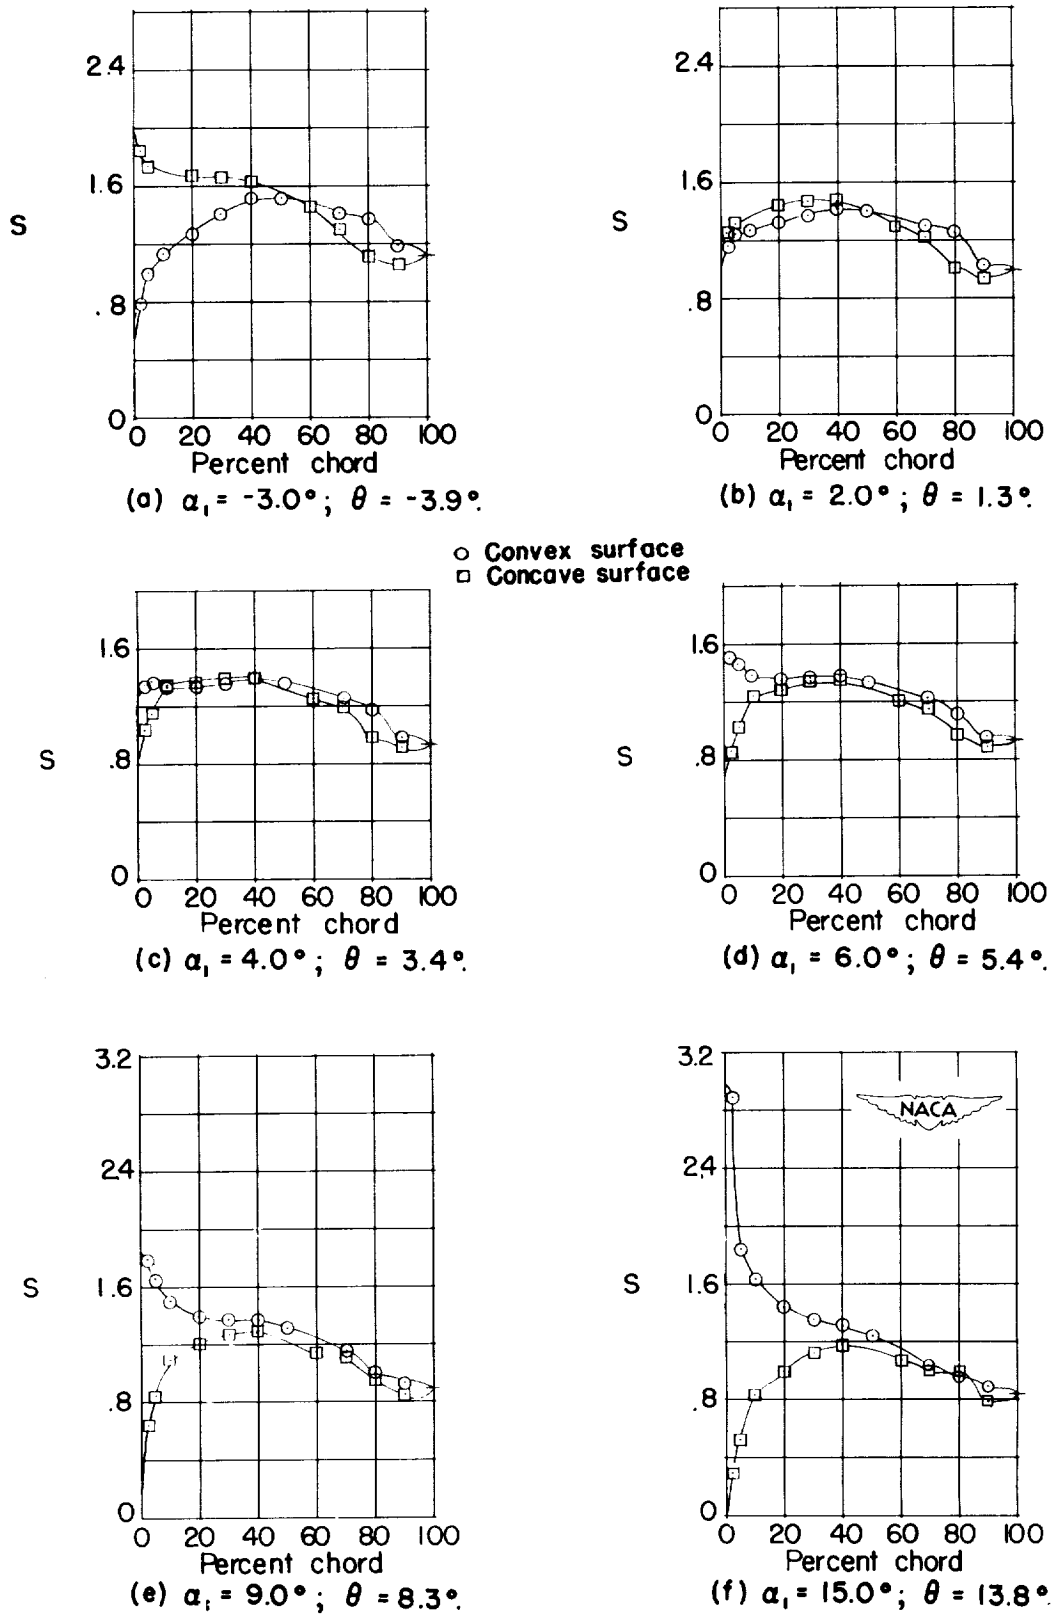 2.4
1.6
S
.8
0
0 20 40 60 80 100
Percent chord
(a) α₁ = -3.0°; θ = -3.9°.
2.4
1.6
S
.8
0
0 20 40 60 80 100
Percent chord
(b) α₁ = 2.0°; θ = 1.3°.
Convex surface
Concave surface
1.6
S
.8
0
0 20 40 60 80 100
Percent chord
(c) α₁ = 4.0°; θ = 3.4°.
1.6
S
.8
0
0 20 40 60 80 100
Percent chord
(d) α₁ = 6.0°; θ = 5.4°.
3.2
2.4
1.6
S
.8
0
0 20 40 60 80 100
Percent chord
(e) α₁ = 9.0°; θ = 8.3°.
3.2
NACA
2.4
1.6
S
.8
0
0 20 40 60 80 100
Percent chord
(f) α₁ = 15.0°; θ = 13.8°.